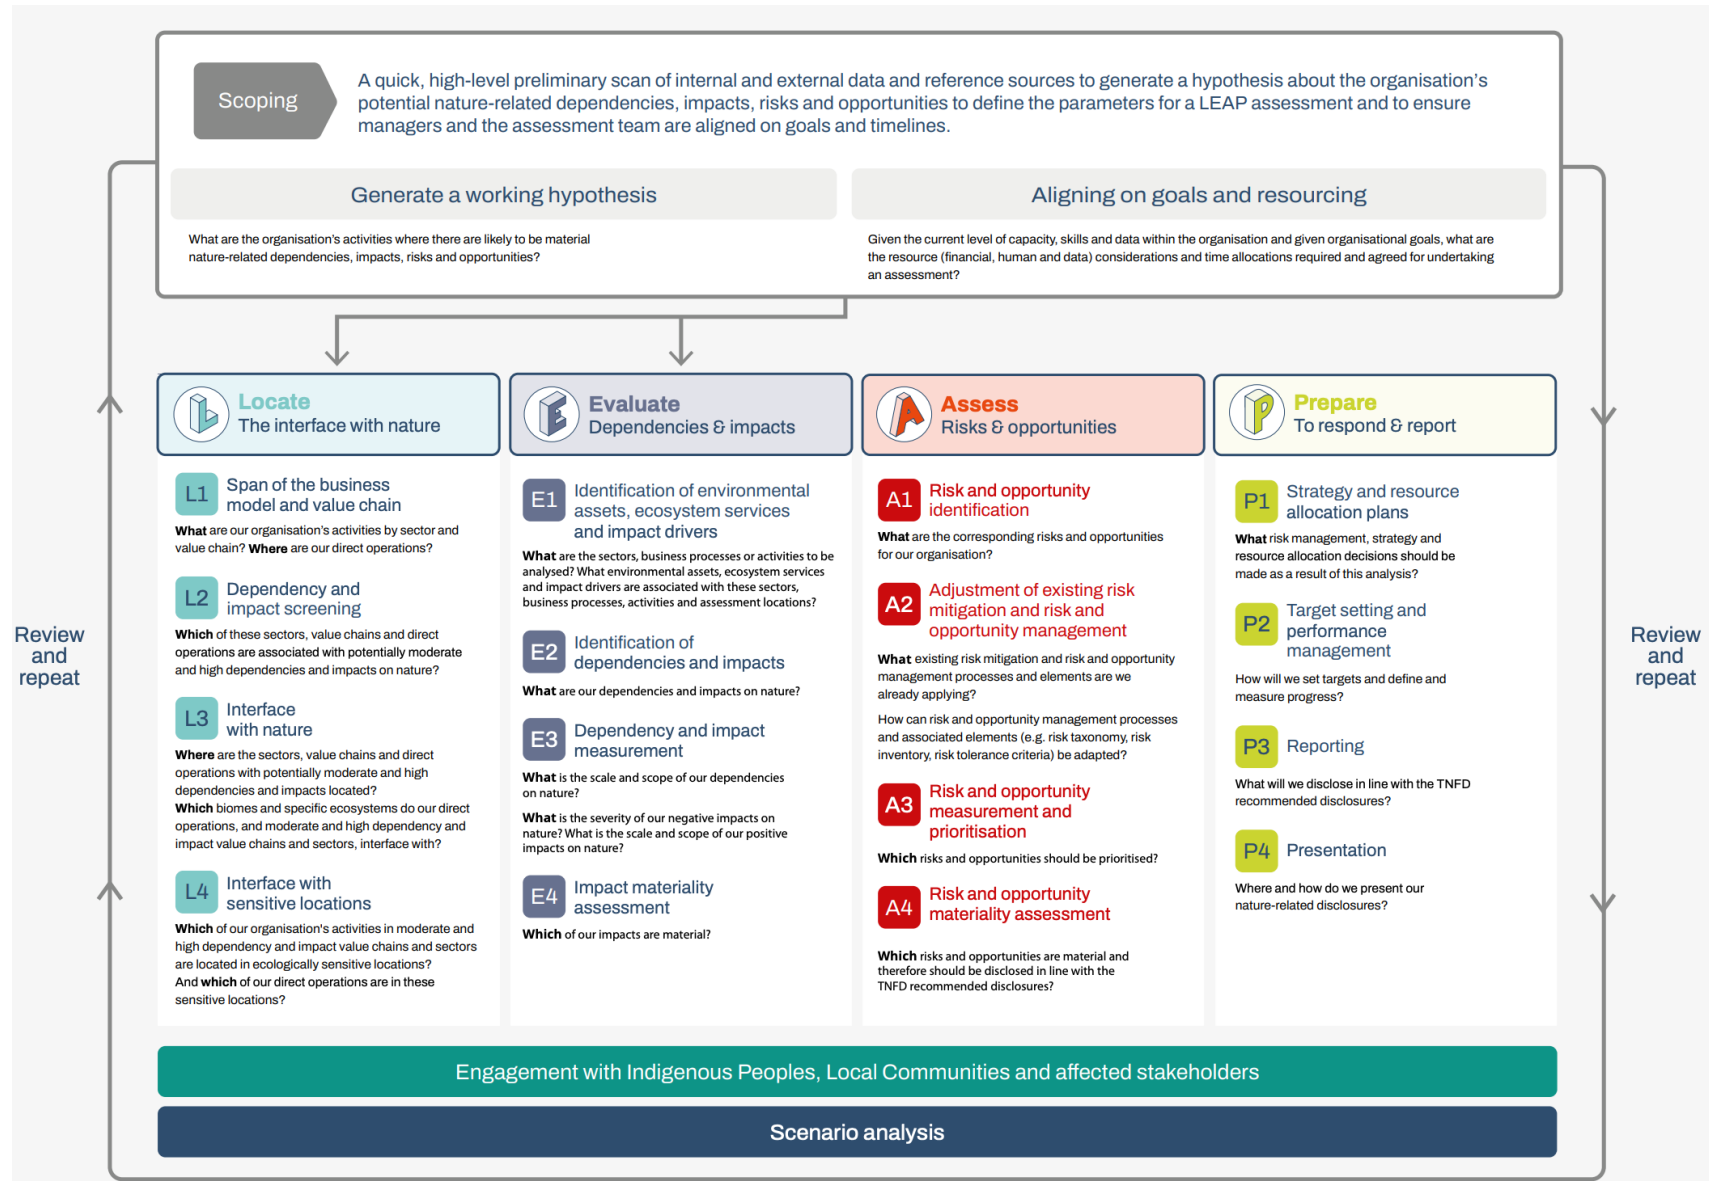 Scoping
A quick, high-level preliminary scan of internal and external data and reference sources to generate a hypothesis about the organisation's
potential nature-related dependencies, impacts, risks and opportunities to define the parameters for a LEAP assessment and to ensure
managers and the assessment team are aligned on goals and timelines.
Generate a working hypothesis
What are the organisation's activities where there are likely to be material
nature-related dependencies, impacts, risks and opportunities?
Aligning on goals and resourcing
Given the current level of capacity, skills and data within the organisation and given organisational goals, what are
the resource (financial, human and data) considerations and time allocations required and agreed for undertaking
an assessment?
Review
and
repeat
L
Locate
The interface with nature
L1
Span of the business
model and value chain
What are our organisation's activities by sector and
value chain? Where are our direct operations?
L2
Dependency and
impact screening
Which of these sectors, value chains and direct
operations are associated with potentially moderate
and high dependencies and impacts on nature?
L3
Interface
with nature
Where are the sectors, value chains and direct
operations with potentially moderate and high
dependencies and impacts located?
Which biomes and specific ecosystems do our direct
operations, and moderate and high dependency and
impact value chains and sectors, interface with?
L4
Interface with
sensitive locations
Which of our organisation's activities in moderate and
high dependency and impact value chains and sectors
are located in ecologically sensitive locations?
And which of our direct operations are in these
sensitive locations?
E
Evaluate
Dependencies & impacts
E1
Identification of environmental
assets, ecosystem services
and impact drivers
What are the sectors, business processes or activities to be
analysed? What environmental assets, ecosystem services
and impact drivers are associated with these sectors,
business processes, activities and assessment locations?
E2
Identification of
dependencies and impacts
What are our dependencies and impacts on nature?
E3
Dependency and impact
measurement
What is the scale and scope of our dependencies
on nature?
What is the severity of our negative impacts on
nature? What is the scale and scope of our positive
impacts on nature?
E4
Impact materiality
assessment
Which of our impacts are material?
A
Assess
Risks & opportunities
A1
Risk and opportunity
identification
What are the corresponding risks and opportunities
for our organisation?
A2
Adjustment of existing risk
mitigation and risk and
opportunity management
What existing risk mitigation and risk and opportunity
management processes and elements are we
already applying?
How can risk and opportunity management processes
and associated elements (e.g. risk taxonomy, risk
inventory, risk tolerance criteria) be adapted?
A3
Risk and opportunity
measurement and
prioritisation
Which risks and opportunities should be prioritised?
A4
Risk and opportunity
materiality assessment
Which risks and opportunities are material and
therefore should be disclosed in line with the
TNFD recommended disclosures?
P
Prepare
To respond & report
P1
Strategy and resource
allocation plans
What risk management, strategy and
resource allocation decisions should be
made as a result of this analysis?
P2
Target setting and
performance
management
How will we set targets and define and
measure progress?
P3
Reporting
What will we disclose in line with the TNFD
recommended disclosures?
P4
Presentation
Where and how do we present our
nature-related disclosures?
Review
and
repeat
Engagement with Indigenous Peoples, Local Communities and affected stakeholders
Scenario analysis